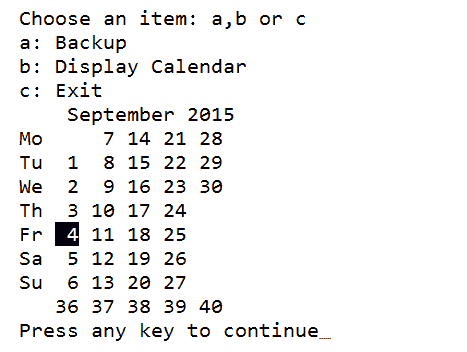 Choose an item: a,b or c
a: Backup
b: Display Calendar
c: Exit
    September 2015
Mo     7 14 21 28
Tu  1  8 15 22 29
We  2  9 16 23 30
Th  3 10 17 24
Fr  4 11 18 25
Sa  5 12 19 26
Su  6 13 20 27
   36 37 38 39 40
Press any key to continue_